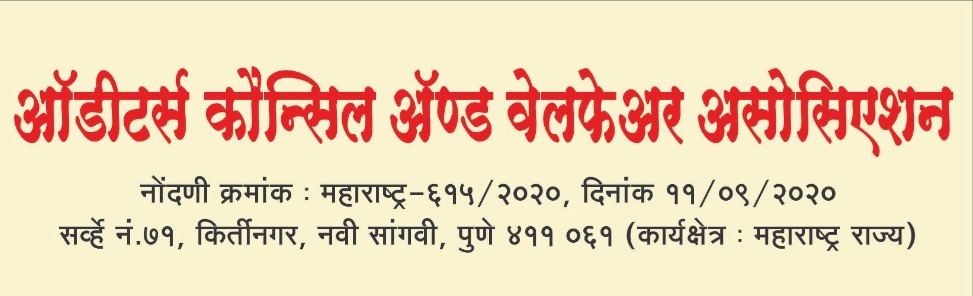 ऑडीटर्स कौन्सिल ॲण्ड वेलफेअर असोसिएशन
नोंदणी क्रमांक : महाराष्ट्र-६१५/२०२०, दिनांक ११/०९/२०२०
सर्व्हे नं.७१, किर्तीनगर, नवी सांगवी, पुणे ४११ ०६१ (कार्यक्षेत्र : महाराष्ट्र राज्य)